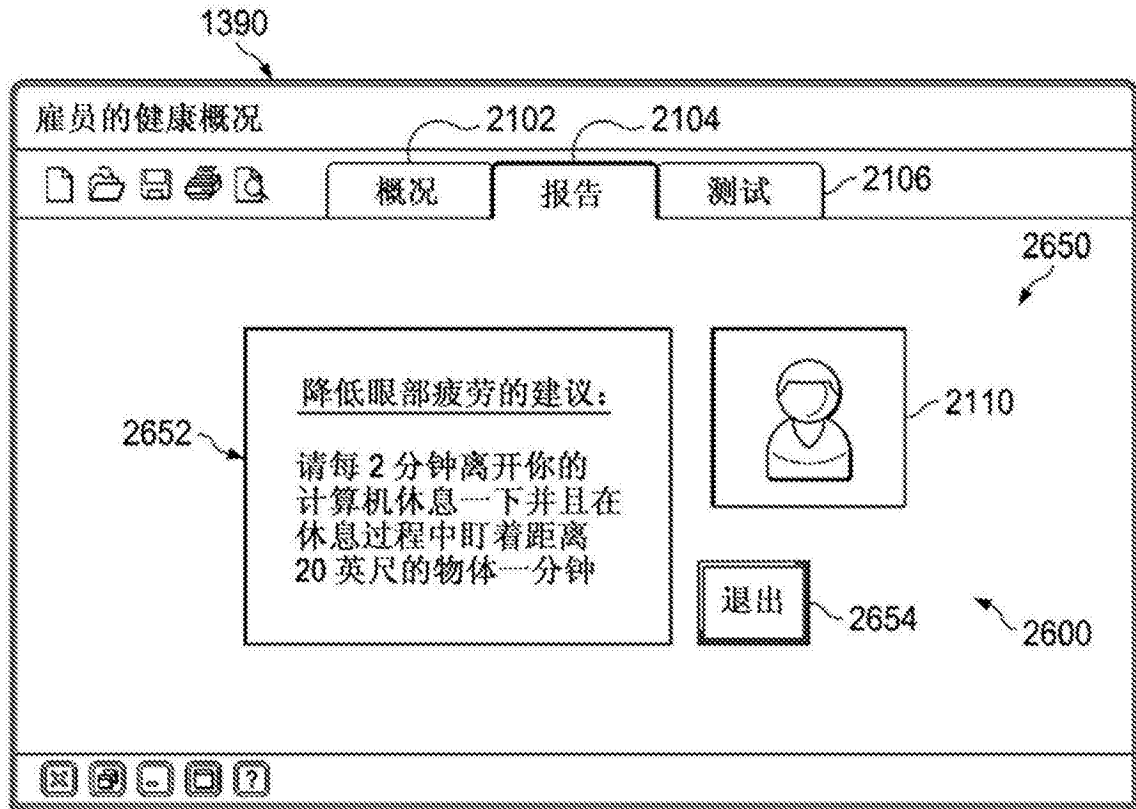 1390
雇员的健康概况
2102
2104
概况
报告
测试
2106
2650
降低眼部疲劳的建议:
2110
2652
请每 2 分钟离开你的
计算机休息一下并且在
休息过程中盯着距离
20 英尺的物体一分钟
退出
2654
2600
?